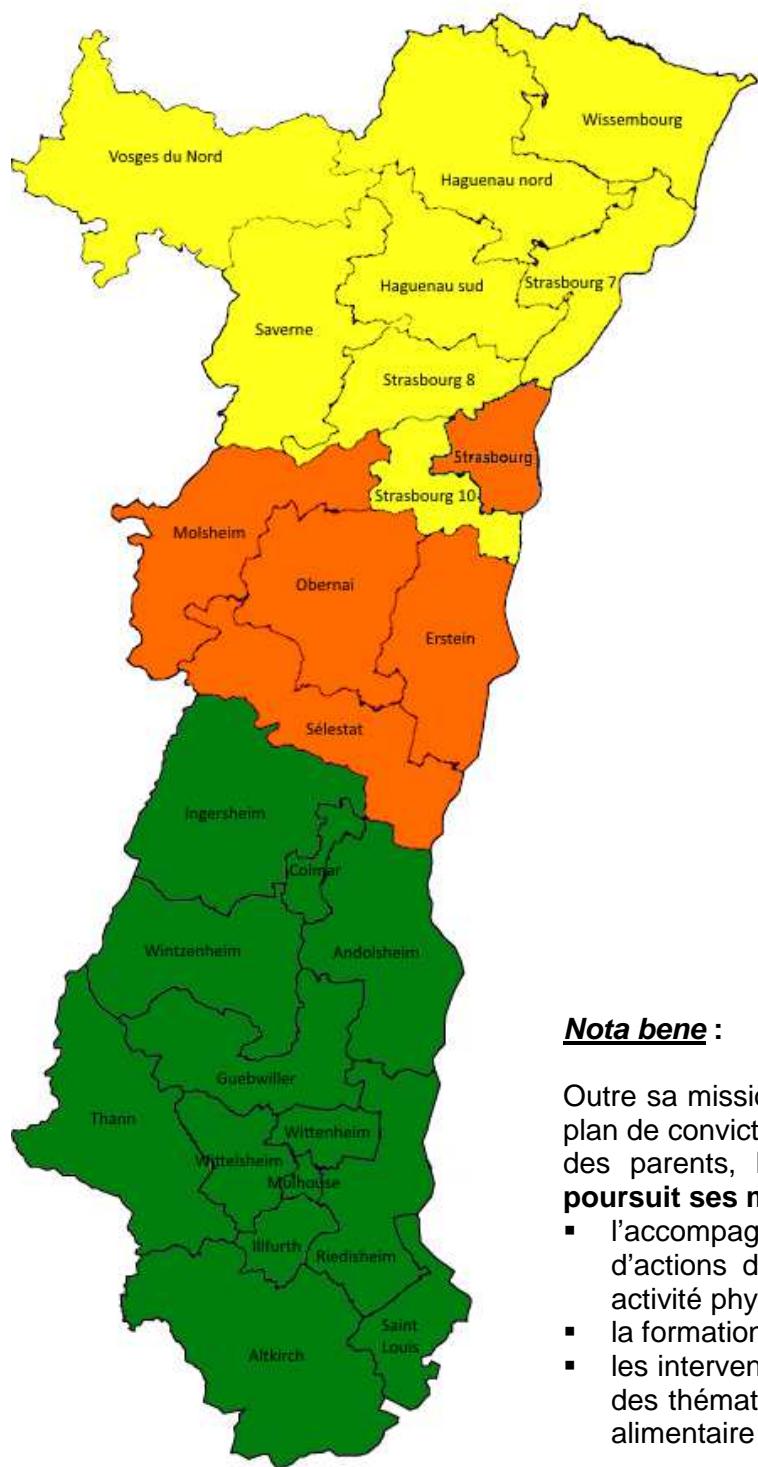 Wissembourg
Vosges du Nord
Haguenau nord
Haguenau sud
Strasbourg 7
Saverne
Strasbourg 8
Strasbourg
Strasbourg 10
Molsheim
Obernai
Erstein
Sélestat
Ingersheim
Colmar
Wintzenheim
Andolsheim
Guebwiller
Thann
Wittenheim
Wittelsheim
Mulhouse
Illfurth
Riedisheim
Saint
Louis
Altkirch
Nota bene :
Outre sa missio
plan de convict
des parents, l
poursuit ses m
▪ l'accompag
d'actions d
activité phy
▪ la formation
▪ les interven
des thémat
alimentaire